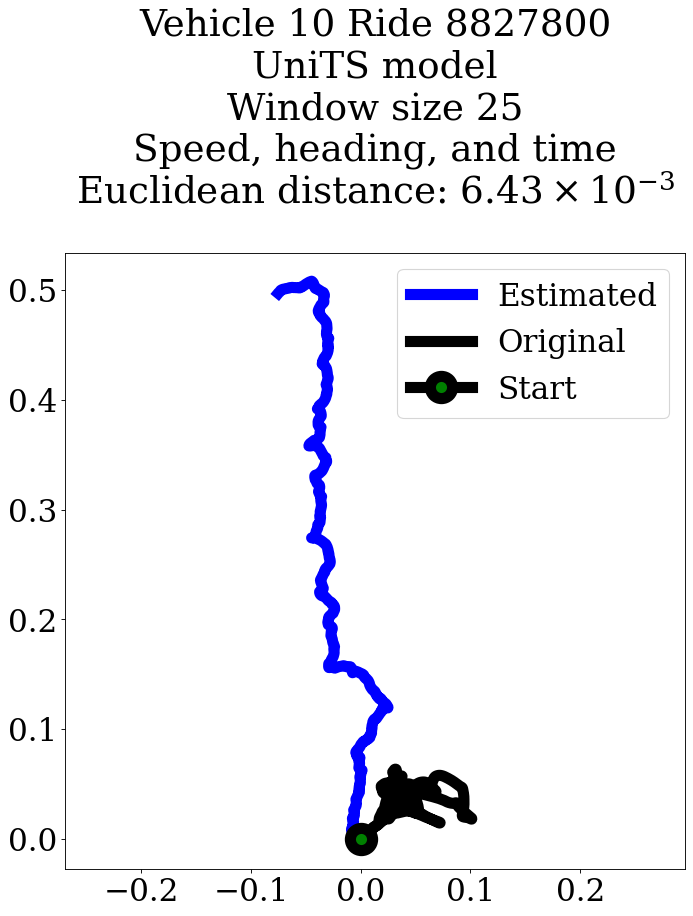 Vehicle 10 Ride 8827800
UniTS model
Window size 25
Speed, heading, and time
Euclidean distance: 6.43 × 10⁻³
Estimated
Original
Start
0.5
0.4
0.3
0.2
0.1
0.0
−0.2 −0.1 0.0 0.1 0.2